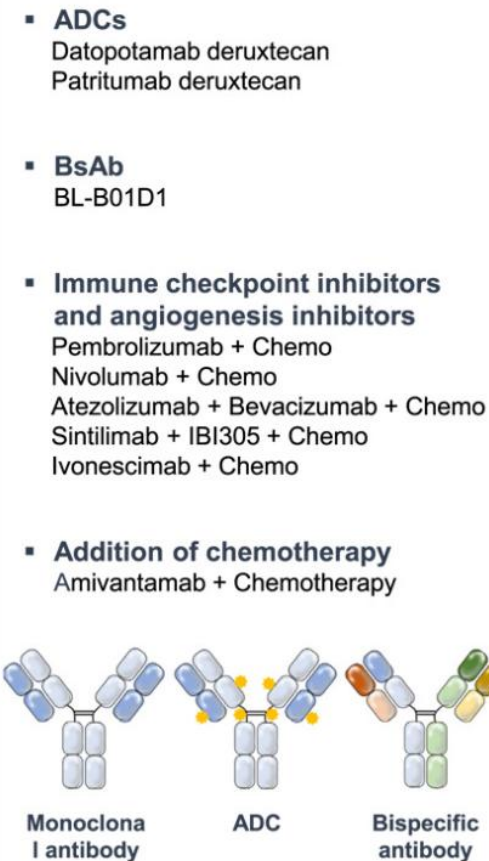 ▪ ADCs
Datopotamab deruxtecan
Patritumab deruxtecan
▪ BsAb
BL-B01D1
▪ Immune checkpoint inhibitors
and angiogenesis inhibitors
Pembrolizumab + Chemo
Nivolumab + Chemo
Atezolizumab + Bevacizumab + Chemo
Sintilimab + IBI305 + Chemo
Ivonescimab + Chemo
▪ Addition of chemotherapy
Amivantamab + Chemotherapy
Monoclona
l antibody
ADC
Bispecific
antibody